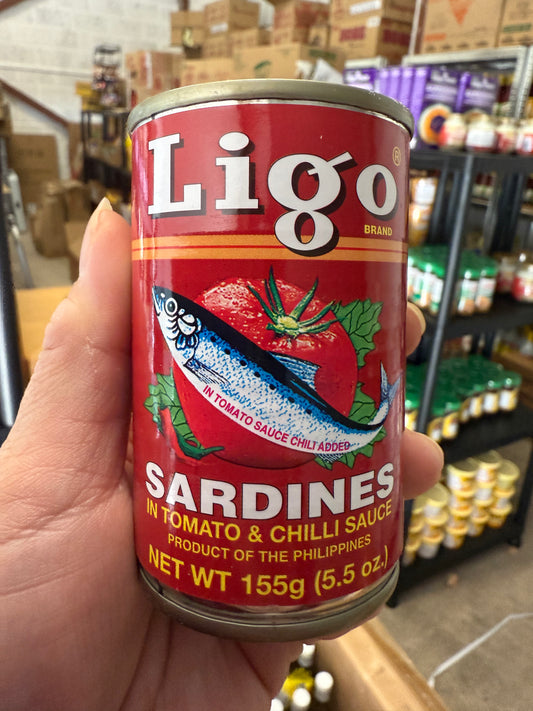 Ligo
®
BRAND
IN TOMATO SAUCE CHILI ADDED
SARDINES
IN TOMATO & CHILLI SAUCE
PRODUCT OF THE PHILIPPINES
NET WT 155g (5.5 oz.)